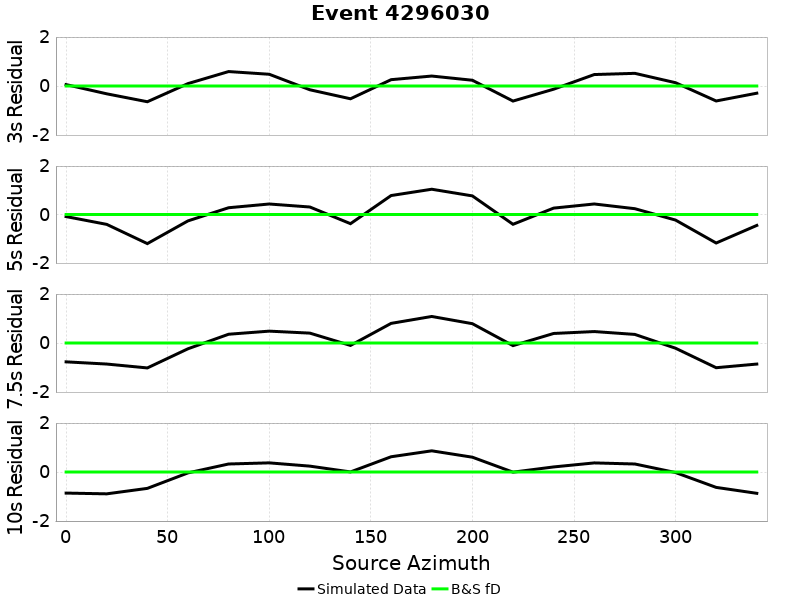 Event 4296030
3s Residual
2
0
-2
5s Residual
2
0
-2
7.5s Residual
2
0
-2
10s Residual
2
0
-2
0 50 100 150 200 250 300
Source Azimuth
Simulated Data B&S fD